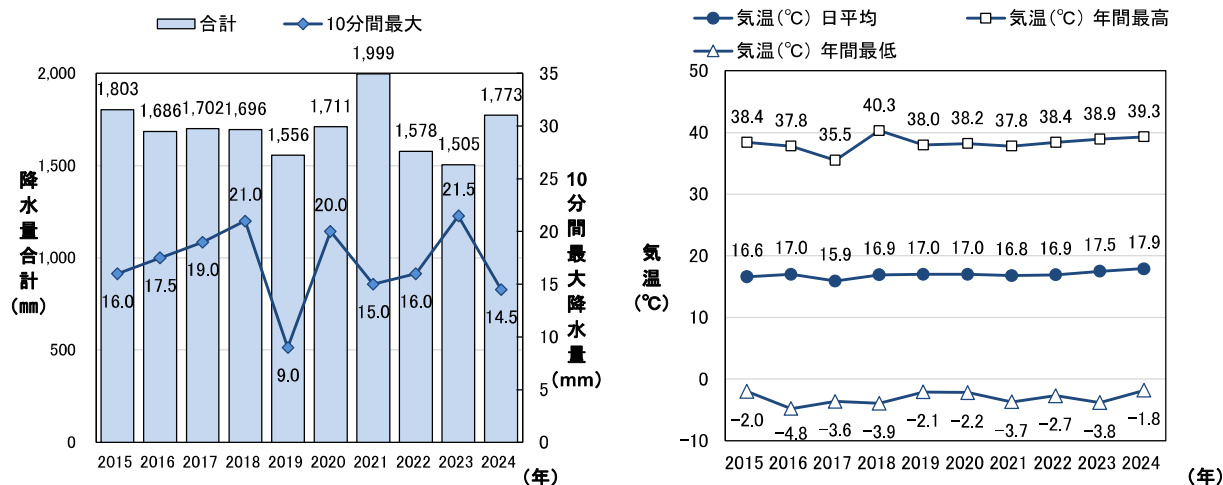 合計 10分間最大
2,000
1,500
1,000
500
0
降水量合計(㎜)
35
30
25
20
15
10
5
0
10分間最大降水量(mm)
1,803 1,686 1,702 1,696 1,556 1,711 1,999 1,578 1,505 1,773
16.0 17.5 19.0 21.0 9.0 20.0 15.0 16.0 21.5 14.5
2015 2016 2017 2018 2019 2020 2021 2022 2023 2024
(年)
気温(℃) 日平均 気温(℃) 年間最高
気温(℃) 年間最低
50
40
30
20
10
0
-10
気温(℃)
38.4 37.8 35.5 40.3 38.0 38.2 37.8 38.4 38.9 39.3
16.6 17.0 15.9 16.9 17.0 17.0 16.8 16.9 17.5 17.9
-2.0 -4.8 -3.6 -3.9 -2.1 -2.2 -3.7 -2.7 -3.8 -1.8
2015 2016 2017 2018 2019 2020 2021 2022 2023 2024
(年)